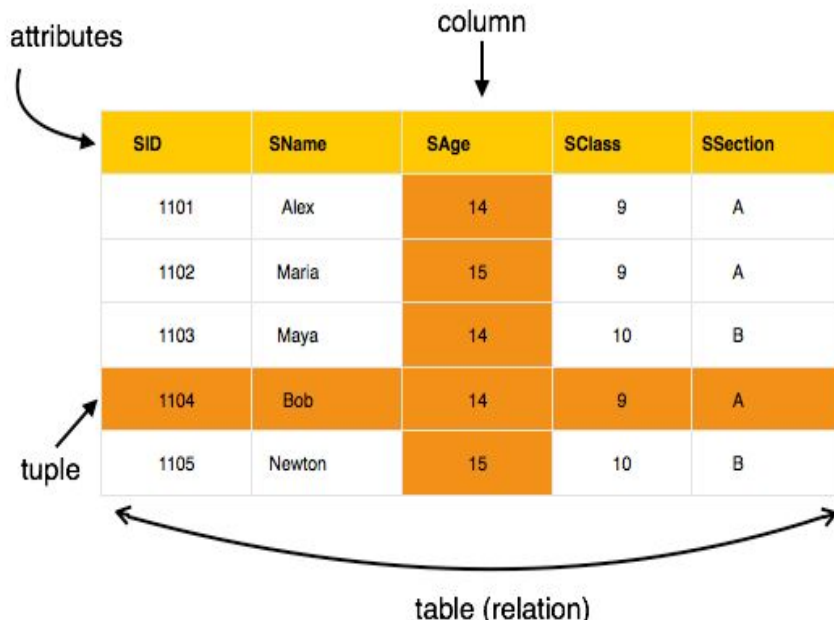 column
attributes
SID SName SAge SClass SSection
1101 Alex 14 9 A
1102 Maria 15 9 A
1103 Maya 14 10 B
1104 Bob 14 9 A
tuple
1105 Newton 15 10 B
table (relation)